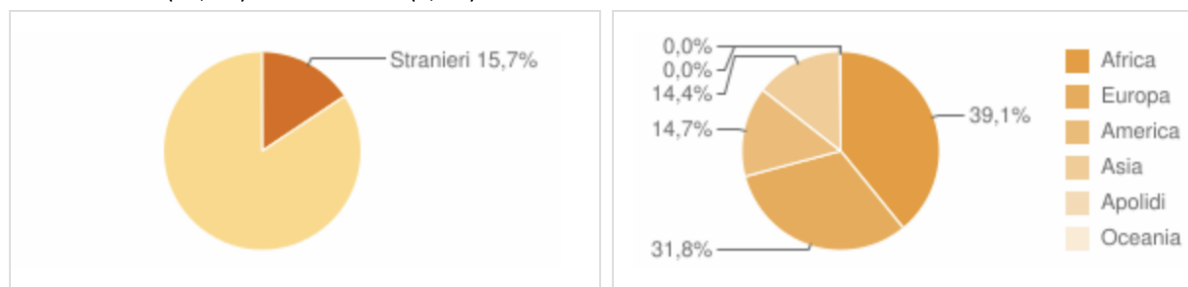 Stranieri 15,7%
0,0%
0,0%
14,4%
14,7%
31,8%
39,1%
Africa
Europa
America
Asia
Apolidi
Oceania